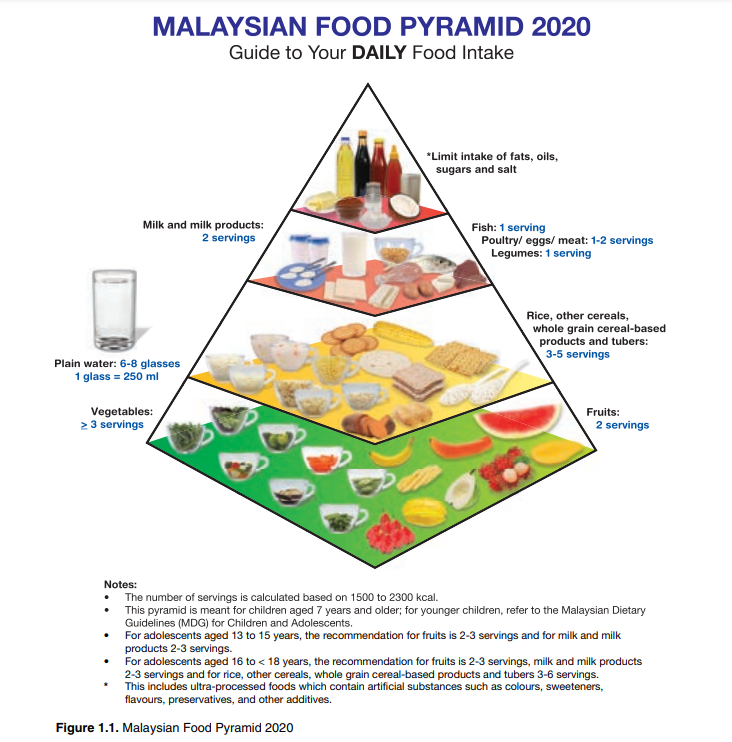 MALAYSIAN FOOD PYRAMID 2020
Guide to Your DAILY Food Intake
*Limit intake of fats, oils,
sugars and salt
Milk and milk products:
2 servings
Fish: 1 serving
Poultry/ eggs/ meat: 1-2 servings
Legumes: 1 serving
Rice, other cereals,
whole grain cereal-based
products and tubers:
3-5 servings
Plain water: 6-8 glasses
1 glass = 250 ml
Vegetables:
≥ 3 servings
Fruits:
2 servings
Notes:
• The number of servings is calculated based on 1500 to 2300 kcal.
• This pyramid is meant for children aged 7 years and older; for younger children, refer to the Malaysian Dietary
Guidelines (MDG) for Children and Adolescents.
• For adolescents aged 13 to 15 years, the recommendation for fruits is 2-3 servings and for milk and milk
products 2-3 servings.
• For adolescents aged 16 to < 18 years, the recommendation for fruits is 2-3 servings, milk and milk products
2-3 servings and for rice, other cereals, whole grain cereal-based products and tubers 3-6 servings.
* This includes ultra-processed foods which contain artificial substances such as colours, sweeteners,
flavours, preservatives, and other additives.
Figure 1.1. Malaysian Food Pyramid 2020